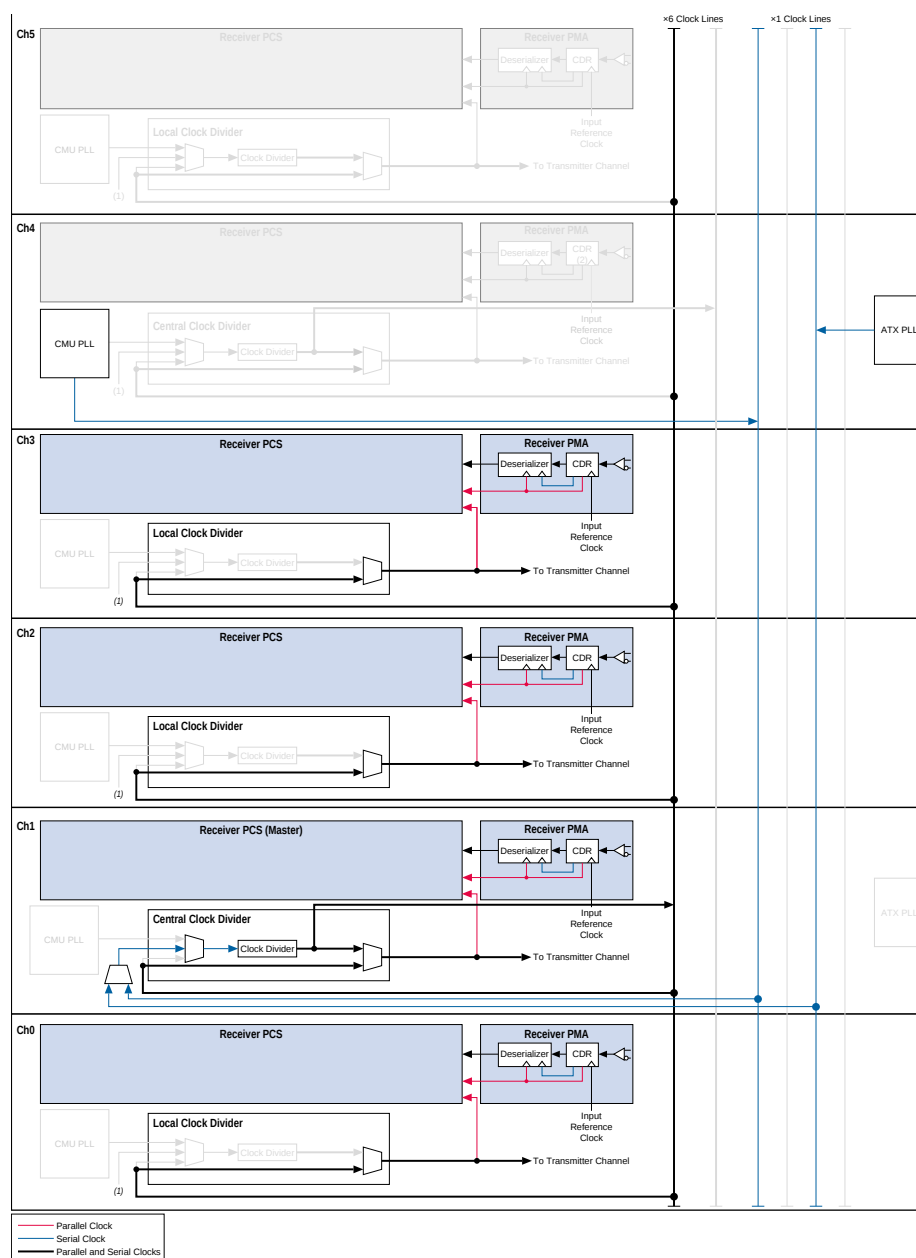 ×6 Clock Lines
×1 Clock Lines
Ch5
Receiver PCS
Receiver PMA
Deserializer
CDR
Input
Reference
Clock
CMU PLL
Local Clock Divider
Clock Divider
To Transmitter Channel
(1)
Ch4
Receiver PCS
Receiver PMA
Deserializer
CDR
(2)
Input
Reference
Clock
CMU PLL
Central Clock Divider
Clock Divider
To Transmitter Channel
(1)
ATX PLL
Ch3
Receiver PCS
Receiver PMA
Deserializer
CDR
Input
Reference
Clock
CMU PLL
Local Clock Divider
Clock Divider
To Transmitter Channel
(1)
Ch2
Receiver PCS
Receiver PMA
Deserializer
CDR
Input
Reference
Clock
CMU PLL
Local Clock Divider
Clock Divider
To Transmitter Channel
(1)
Ch1
Receiver PCS (Master)
Receiver PMA
Deserializer
CDR
Input
Reference
Clock
CMU PLL
Central Clock Divider
Clock Divider
To Transmitter Channel
ATX PLL
Ch0
Receiver PCS
Receiver PMA
Deserializer
CDR
Input
Reference
Clock
CMU PLL
Local Clock Divider
Clock Divider
To Transmitter Channel
(1)
Parallel Clock
Serial Clock
Parallel and Serial Clocks